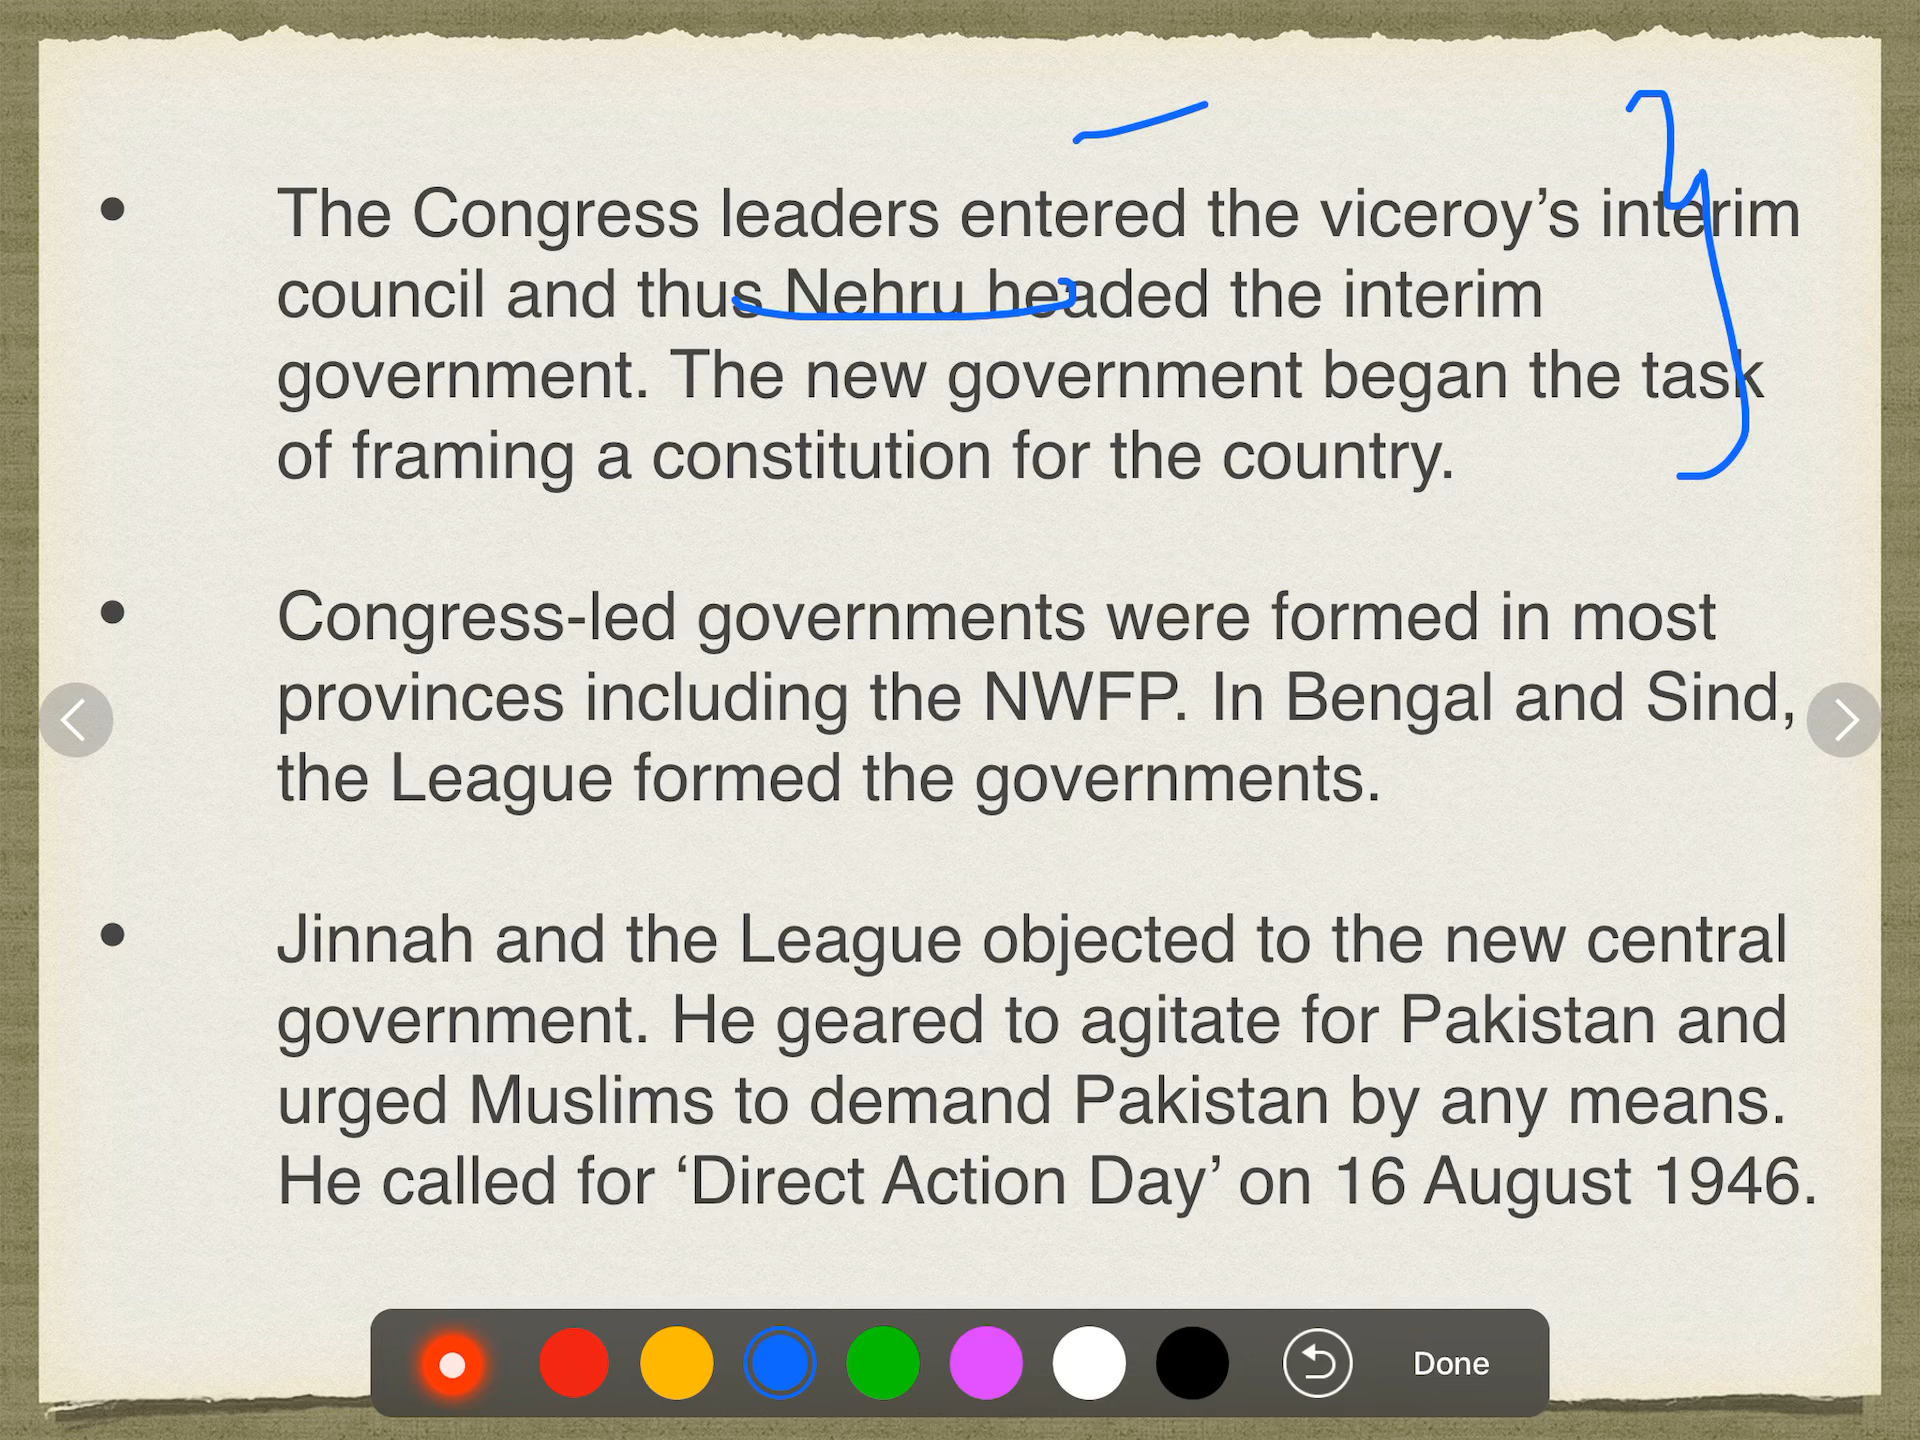 • The Congress leaders entered the viceroy’s interim
council and thus Nehru headed the interim
government. The new government began the task
of framing a constitution for the country.
• Congress-led governments were formed in most
provinces including the NWFP. In Bengal and Sind,
the League formed the governments.
• Jinnah and the League objected to the new central
government. He geared to agitate for Pakistan and
urged Muslims to demand Pakistan by any means.
He called for ‘Direct Action Day’ on 16 August 1946.
Done